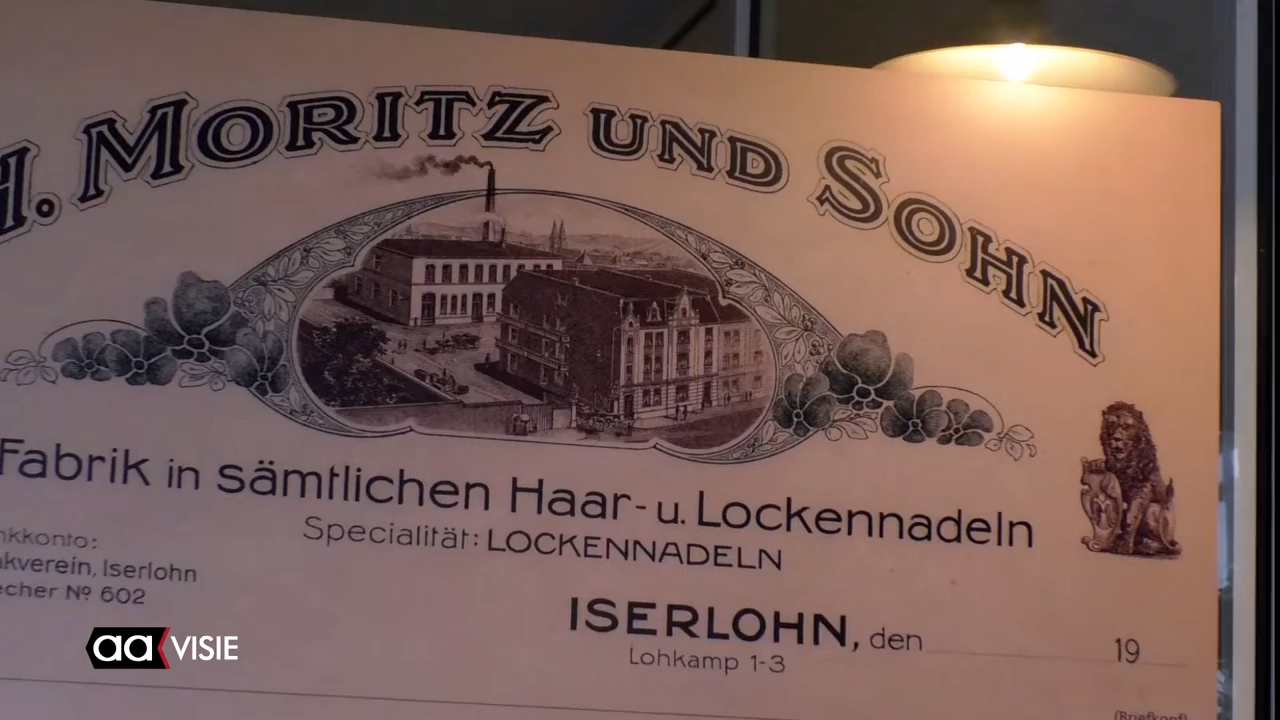 H. MORITZ UND SOHN
Fabrik in sämtlichen Haar- u. Lockennadeln
Specialität: LOCKENNADELN
nkkonto:
akverein, Iserlohn
echer Nº 602
ISERLOHN, den 19
Lohkamp 1-3
(Briefkopf)
aa VISIE